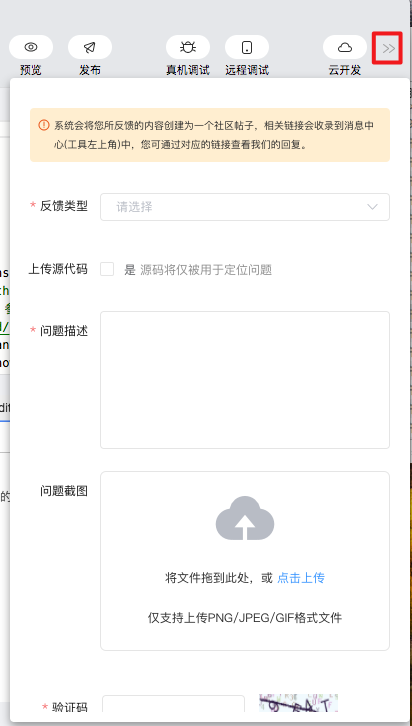 预览
发布
真机调试
远程调试
云开发
系统会将您所反馈的内容创建为一个社区帖子，相关链接会收录到消息中
心(工具左上角)中，您可通过对应的链接查看我们的回复。
* 反馈类型
请选择
上传源代码
是 源码将仅被用于定位问题
ns
th
d/
an
no
dit
* 问题描述
的
问题截图
将文件拖到此处，或 点击上传
仅支持上传PNG/JPEG/GIF格式文件
* 验证码